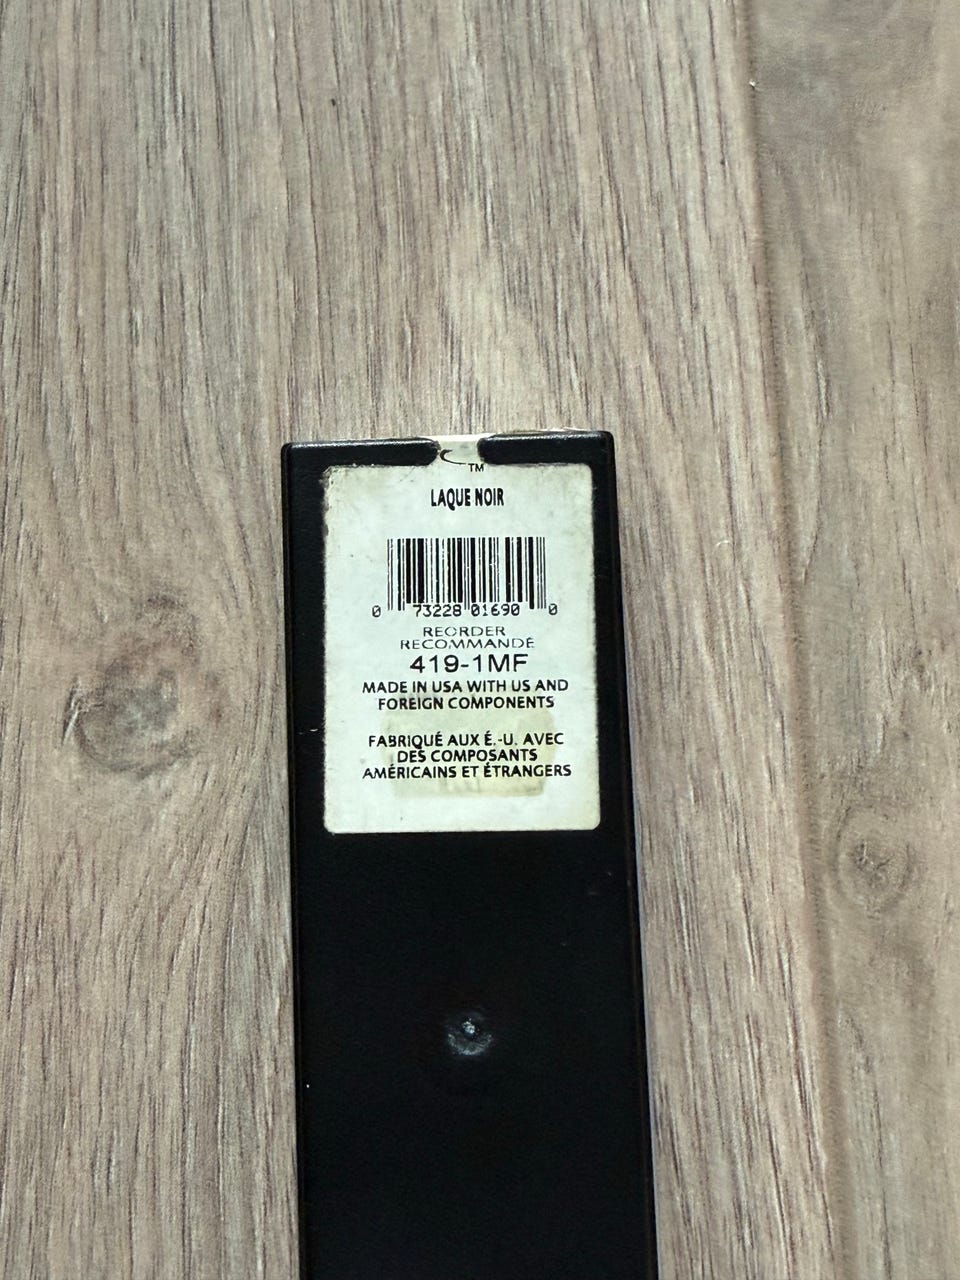 TM
LAQUE NOIR
0 73228 01690 0
REORDER
RECOMMANDÉ
419-1MF
MADE IN USA WITH US AND
FOREIGN COMPONENTS
FABRIQUÉ AUX É.-U. AVEC
DES COMPOSANTS
AMÉRICAINS ET ÉTRANGERS